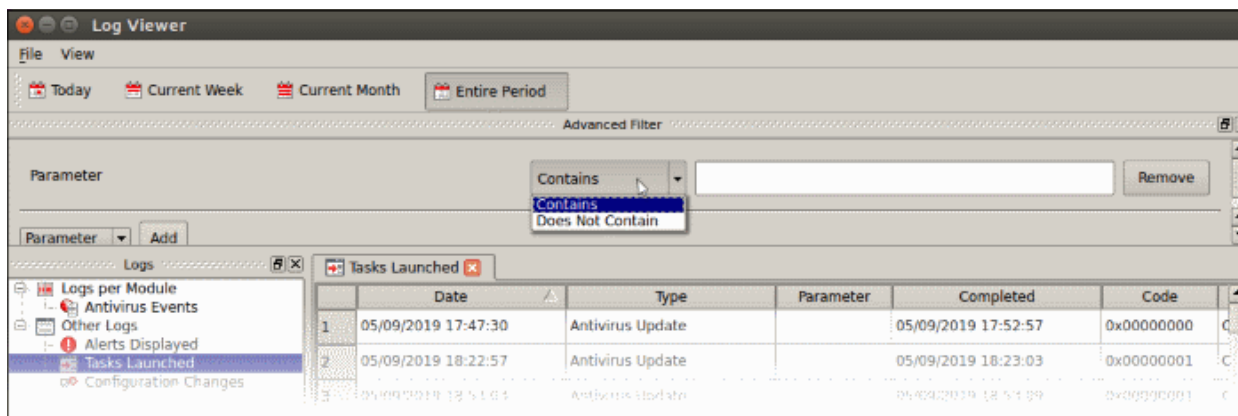 Log Viewer
File View
Today Current Week Current Month Entire Period
Advanced Filter
Parameter Contains Remove
Contains
Does Not Contain
Parameter Add
Logs Tasks Launched
Logs per Module
Antivirus Events
Other Logs
Alerts Displayed
Tasks Launched
Configuration Changes
Date Type Parameter Completed Code
1 05/09/2019 17:47:30 Antivirus Update 05/09/2019 17:52:57 0x00000000
2 05/09/2019 18:22:57 Antivirus Update 05/09/2019 18:23:03 0x00000001
3 Antivirus Update 0x00000001